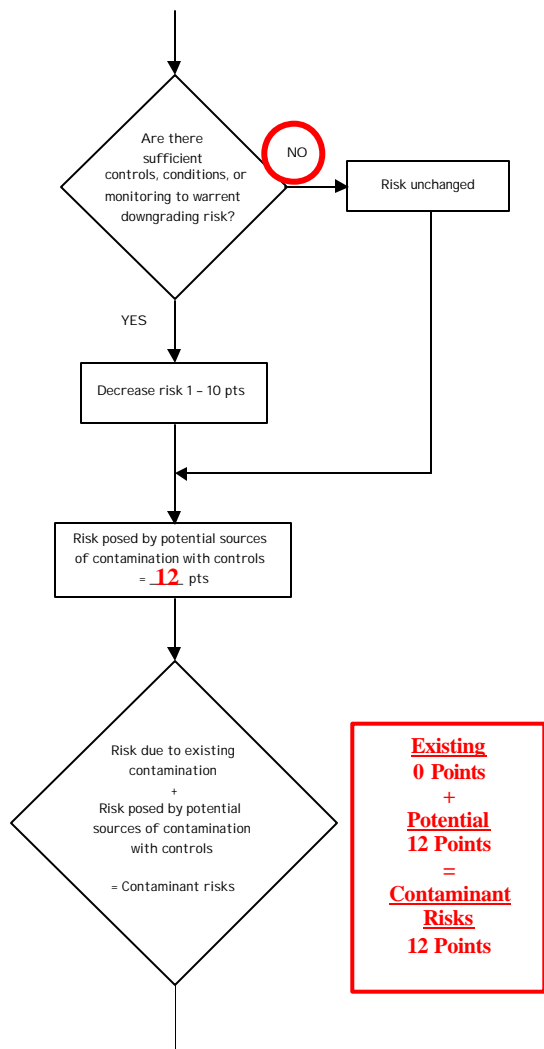 Are there
sufficient
controls, conditions, or
monitoring to warrent
downgrading risk?
NO
Risk unchanged
YES
Decrease risk 1 – 10 pts
Risk posed by potential sources
of contamination with controls
= 12 pts
Risk due to existing
contamination
+
Risk posed by potential
sources of contamination
with controls
= Contaminant risks
Existing
0 Points
+
Potential
12 Points
=
Contaminant
Risks
12 Points